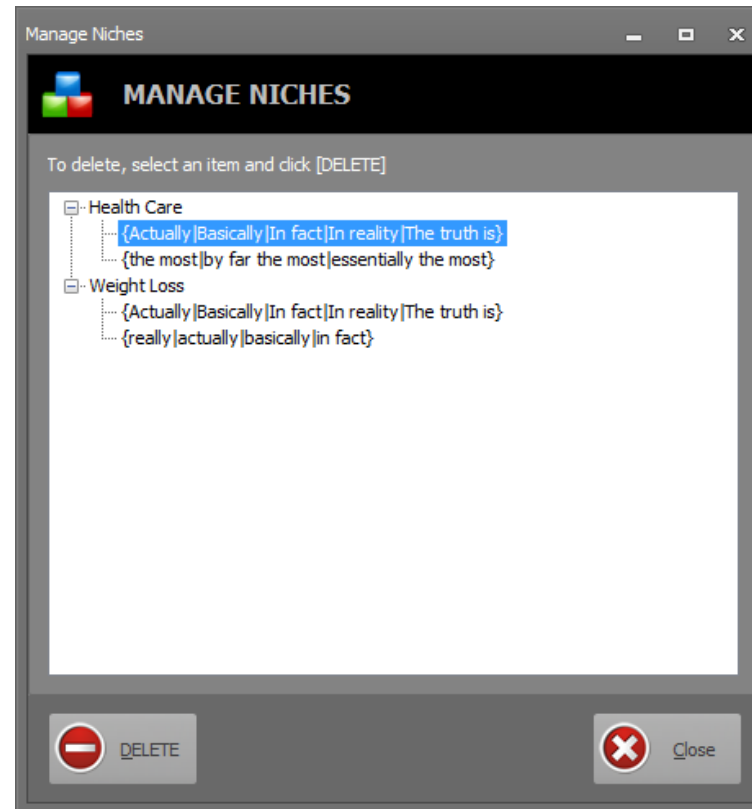 Manage Niches
MANAGE NICHES
To delete, select an item and click [DELETE]
Health Care
{Actually|Basically|In fact|In reality|The truth is}
{the most|by far the most|essentially the most}
Weight Loss
{Actually|Basically|In fact|In reality|The truth is}
{really|actually|basically|in fact}
DELETE
Close